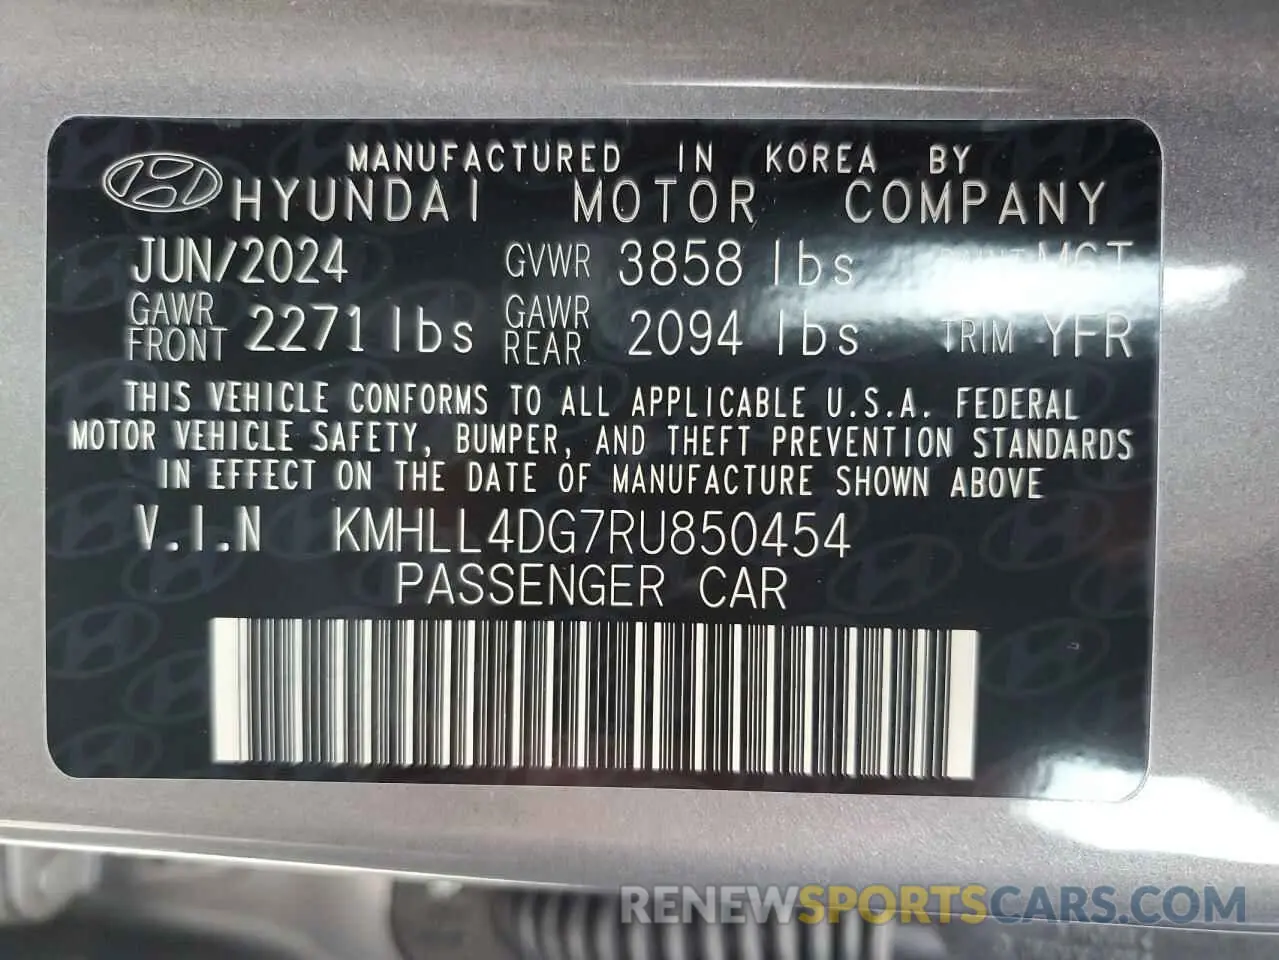 MANUFACTURED IN KOREA BY
HYUNDAI MOTOR COMPANY
JUN/2024 GVWR 3858 lbs PAINT M6T
GAWR FRONT 2271 lbs GAWR REAR 2094 lbs TRIM YFR
THIS VEHICLE CONFORMS TO ALL APPLICABLE U.S.A. FEDERAL
MOTOR VEHICLE SAFETY, BUMPER, AND THEFT PREVENTION STANDARDS
IN EFFECT ON THE DATE OF MANUFACTURE SHOWN ABOVE
V.I.N KMHLL4DG7RU850454
PASSENGER CAR
RENEWSPORTSCARS.COM